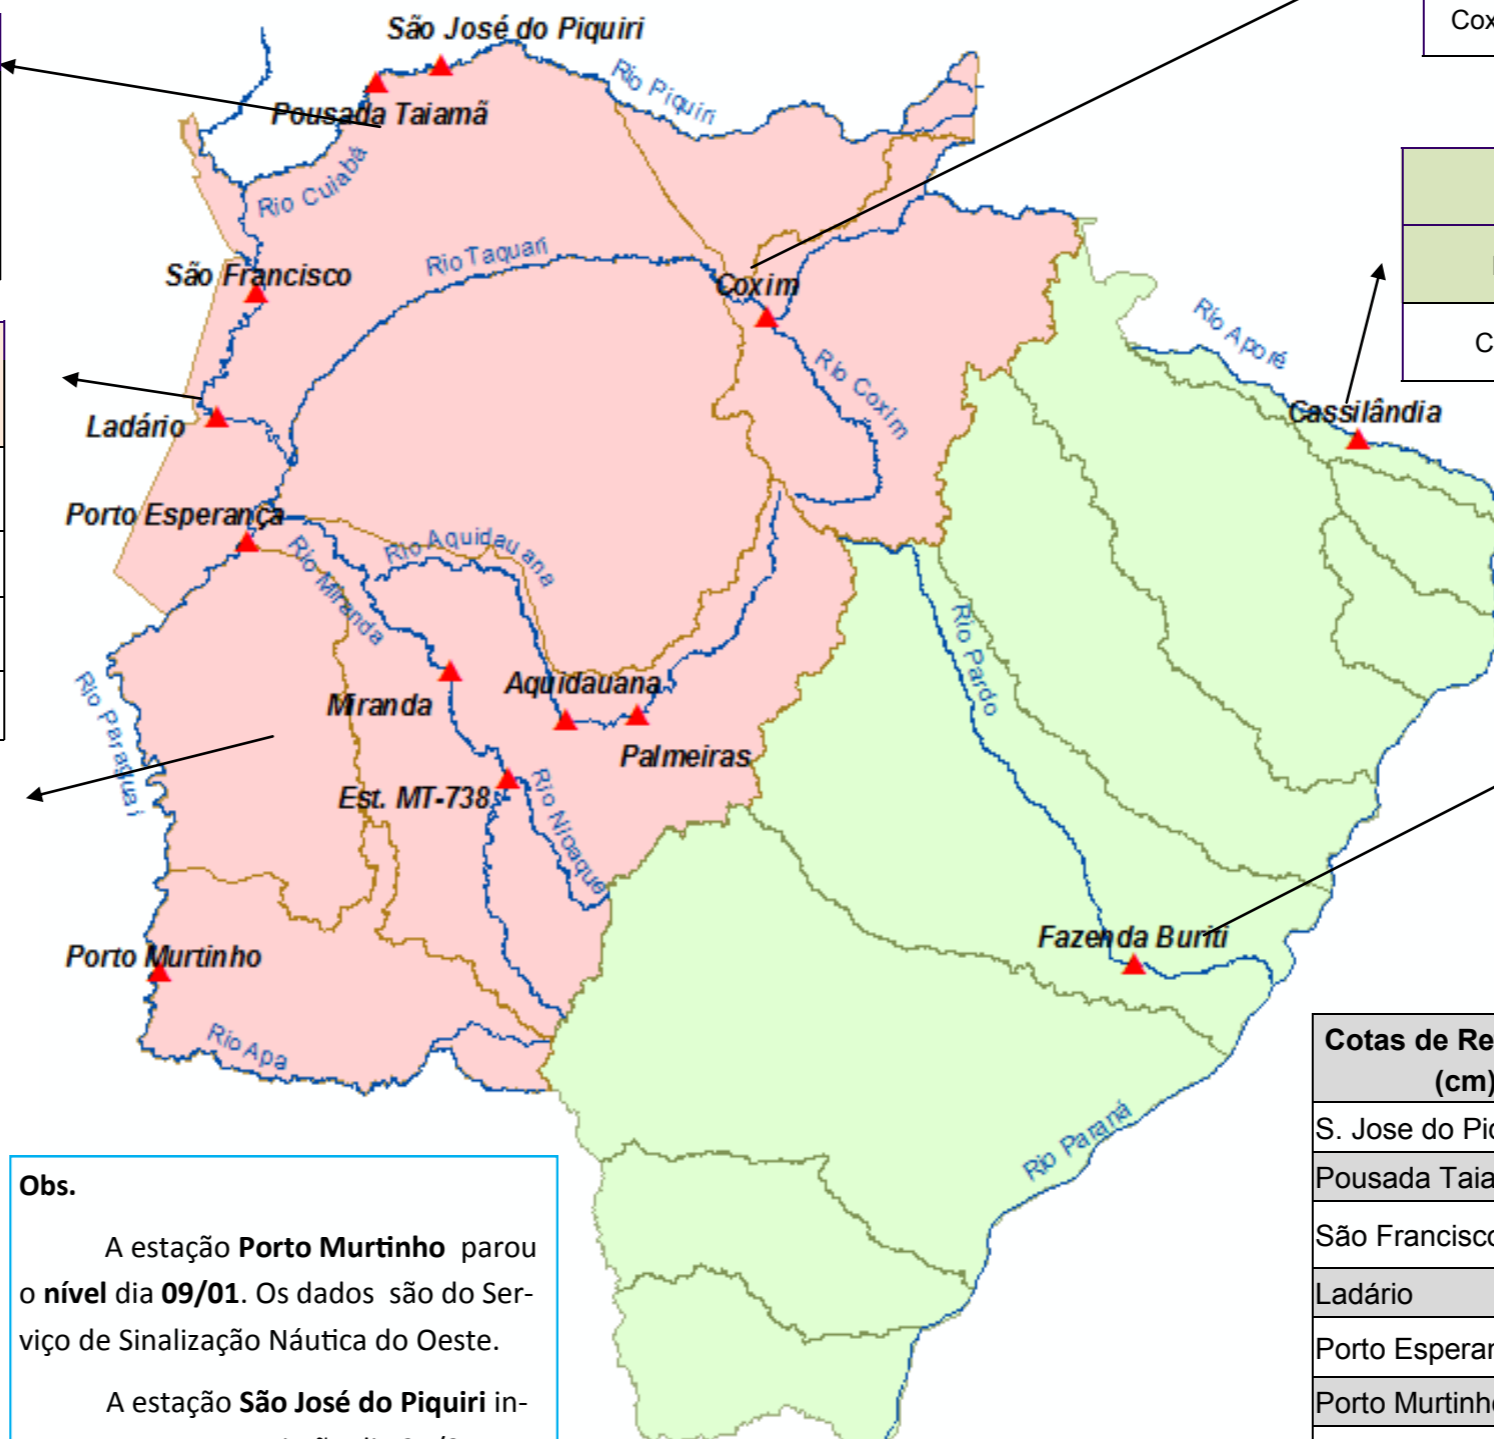 São José do Piquiri
Cox
Rio Piquiri
Pousada Taiamã
Rio Cuiabá
Rio Taquari
São Francisco
Coxim
Rio Aporé
C
Rio Coxim
Cassilândia
Ladário
Porto Esperança
Rio Aquidauana
Rio Miranda
Rio Pardo
Aquidauana
Miranda
Rio Paraguai
Palmeiras
Est. MT-738
Rio Nioaque
Fazenda Buriti
Porto Murtinho
Rio Apa
Rio Paraná
Cotas de Re
(cm)
S. Jose do Pi
Pousada Taia
São Francisco
Ladário
Porto Espera
Porto Murtinh
Obs.
A estação Porto Murtinho parou
o nível dia 09/01. Os dados são do Ser-
viço de Sinalização Náutica do Oeste.
A estação São José do Piquiri in-